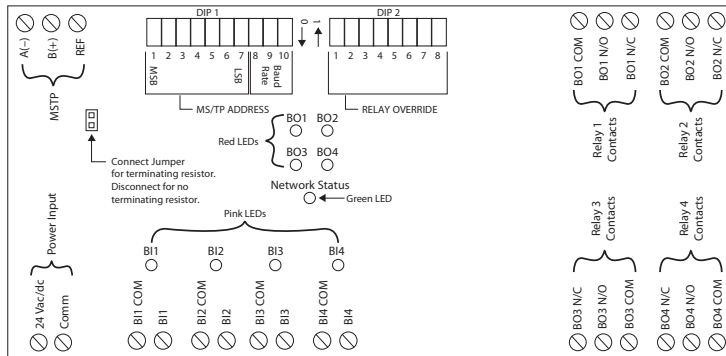 DIP 1
DIP 2
0
1
A(-)
B(+)
REF
MSTP
1 2 3 4 5 6 7 8 9 10
MSB
LSB
Baud
Rate
1 2 3 4 5 6 7 8
MS/TP ADDRESS
RELAY OVERRIDE
BO1 COM
BO1 N/O
BO1 N/C
BO2 COM
BO2 N/O
BO2 N/C
Relay 1
Contacts
Relay 2
Contacts
Connect Jumper
for terminating resistor.
Disconnect for no
terminating resistor.
Red LEDs
BO1 BO2
BO3 BO4
Network Status
Green LED
Pink LEDs
BI1 BI2 BI3 BI4
Power Input
24 Vac/dc
Comm
BI1 COM
BI1
BI2 COM
BI2
BI3 COM
BI3
BI4 COM
BI4
Relay 3
Contacts
Relay 4
Contacts
BO3 N/C
BO3 N/O
BO3 COM
BO4 N/C
BO4 N/O
BO4 COM